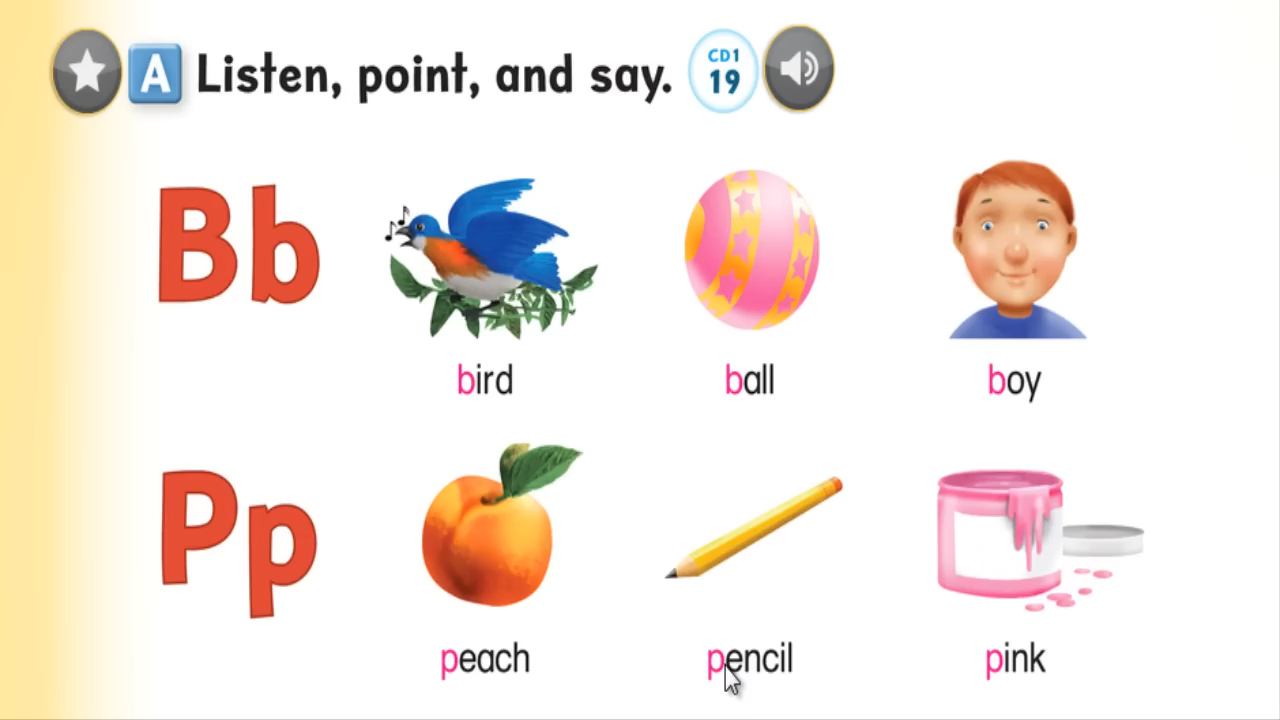 A Listen, point, and say. CD1 19
Bb
bird ball boy
Pp
peach pencil pink